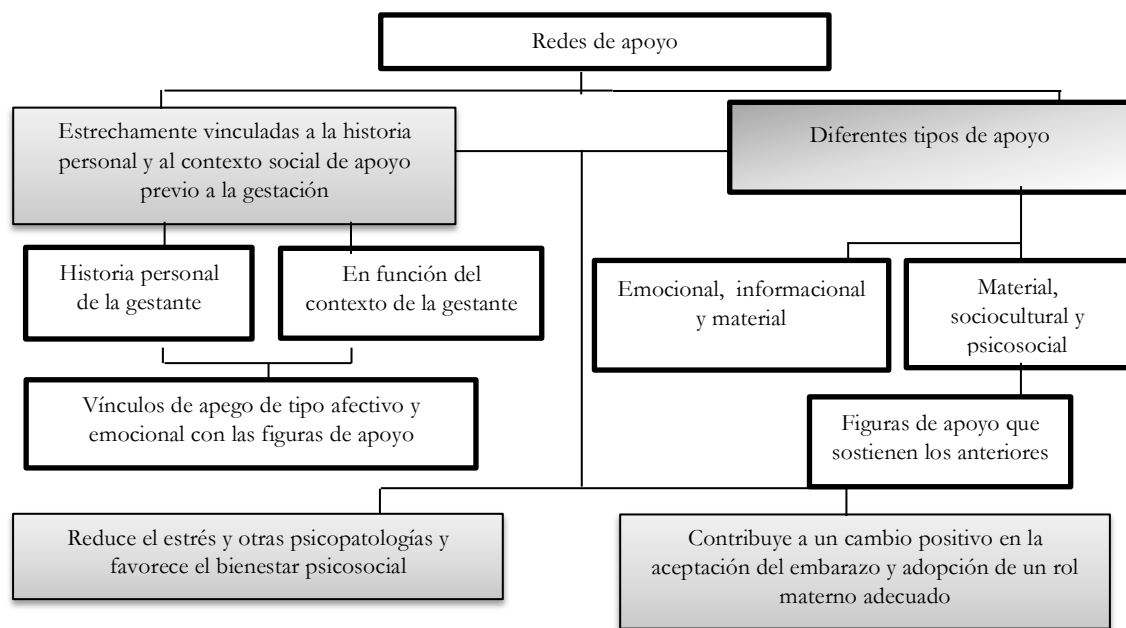 Redes de apoyo
Estrechamente vinculadas a la historia
personal y al contexto social de apoyo
previo a la gestación
Diferentes tipos de apoyo
Historia personal
de la gestante
En función del
contexto de la gestante
Emocional, informacional
y material
Material,
sociocultural y
psicosocial
Vínculos de apego de tipo afectivo y
emocional con las figuras de apoyo
Figuras de apoyo que
sostienen los anteriores
Reduce el estrés y otras psicopatologías y
favorece el bienestar psicosocial
Contribuye a un cambio positivo en la
aceptación del embarazo y adopción de un rol
materno adecuado